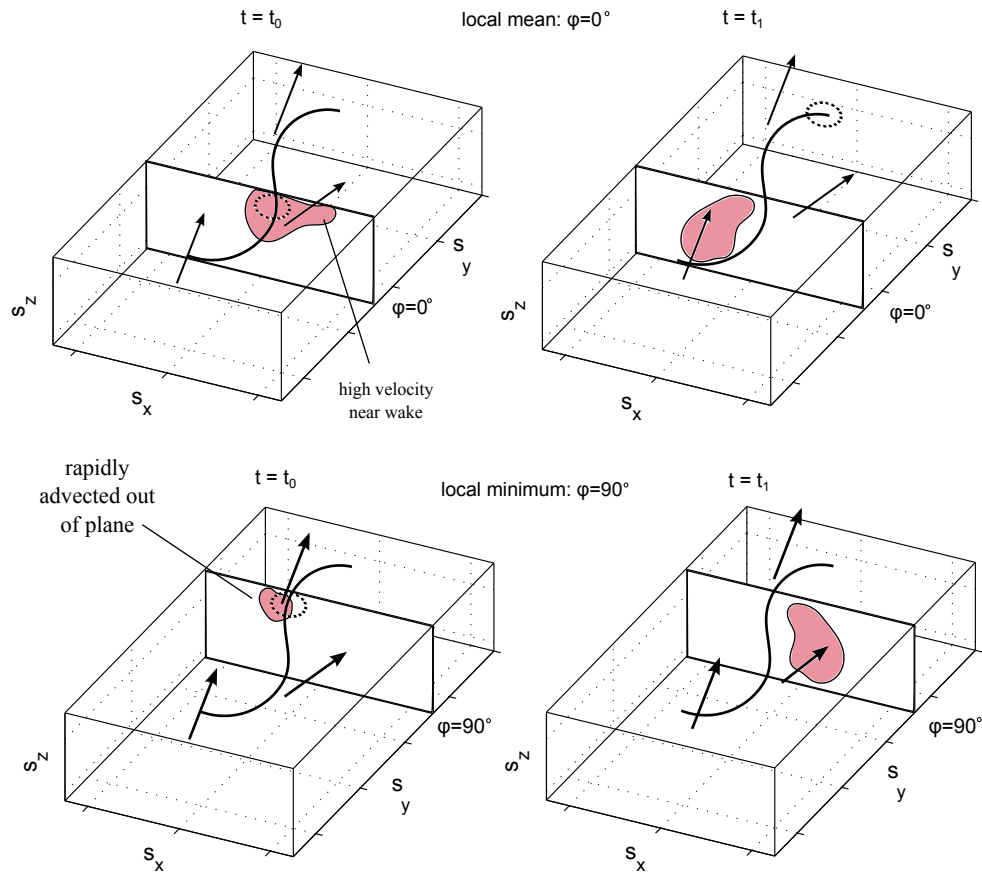 t = t0
local mean: φ=0°
t = t1
sz
sx
sy
φ=0°
high velocity
near wake
sz
sx
sy
φ=0°
rapidly
advected out
of plane
t = t0
local minimum: φ=90°
t = t1
sz
sx
sy
φ=90°
sz
sx
sy
φ=90°